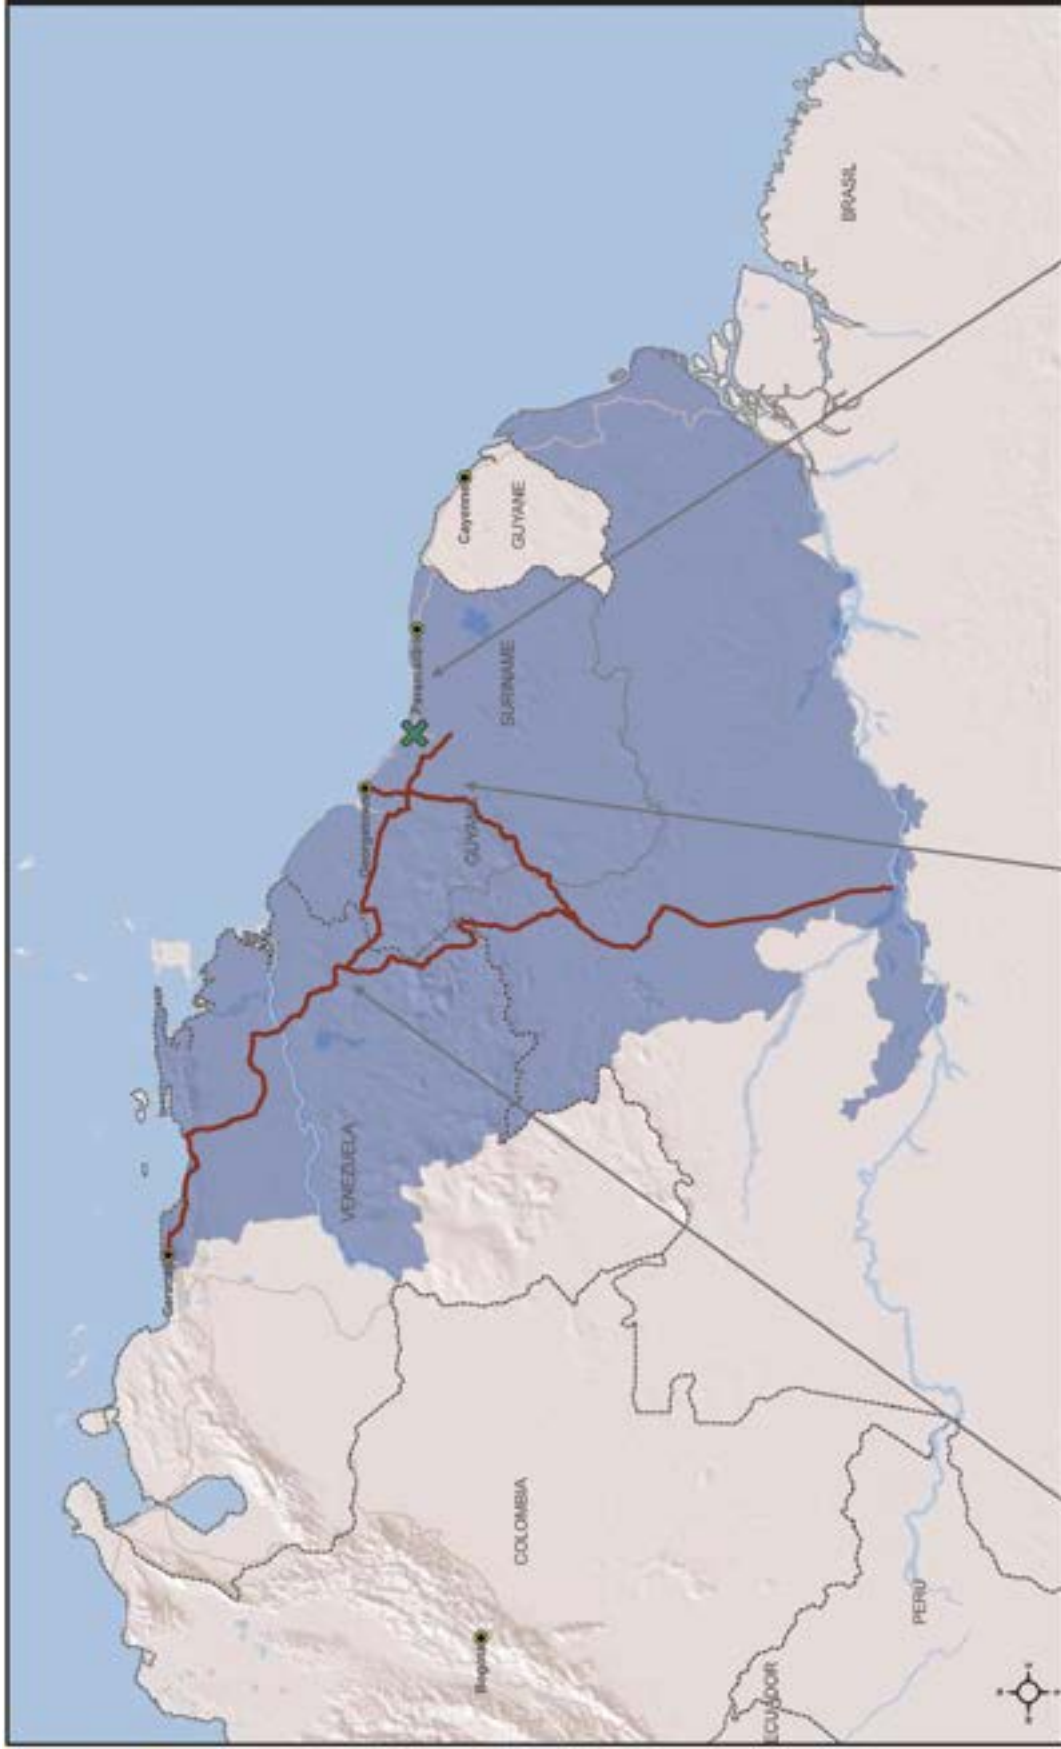 Caracas
VENEZUELA
Georgetown
GUYANA
Paramaribo
SURINAME
Cayenne
GUYANE
BRASIL
Bogota
COLOMBIA
ECUADOR
PERU